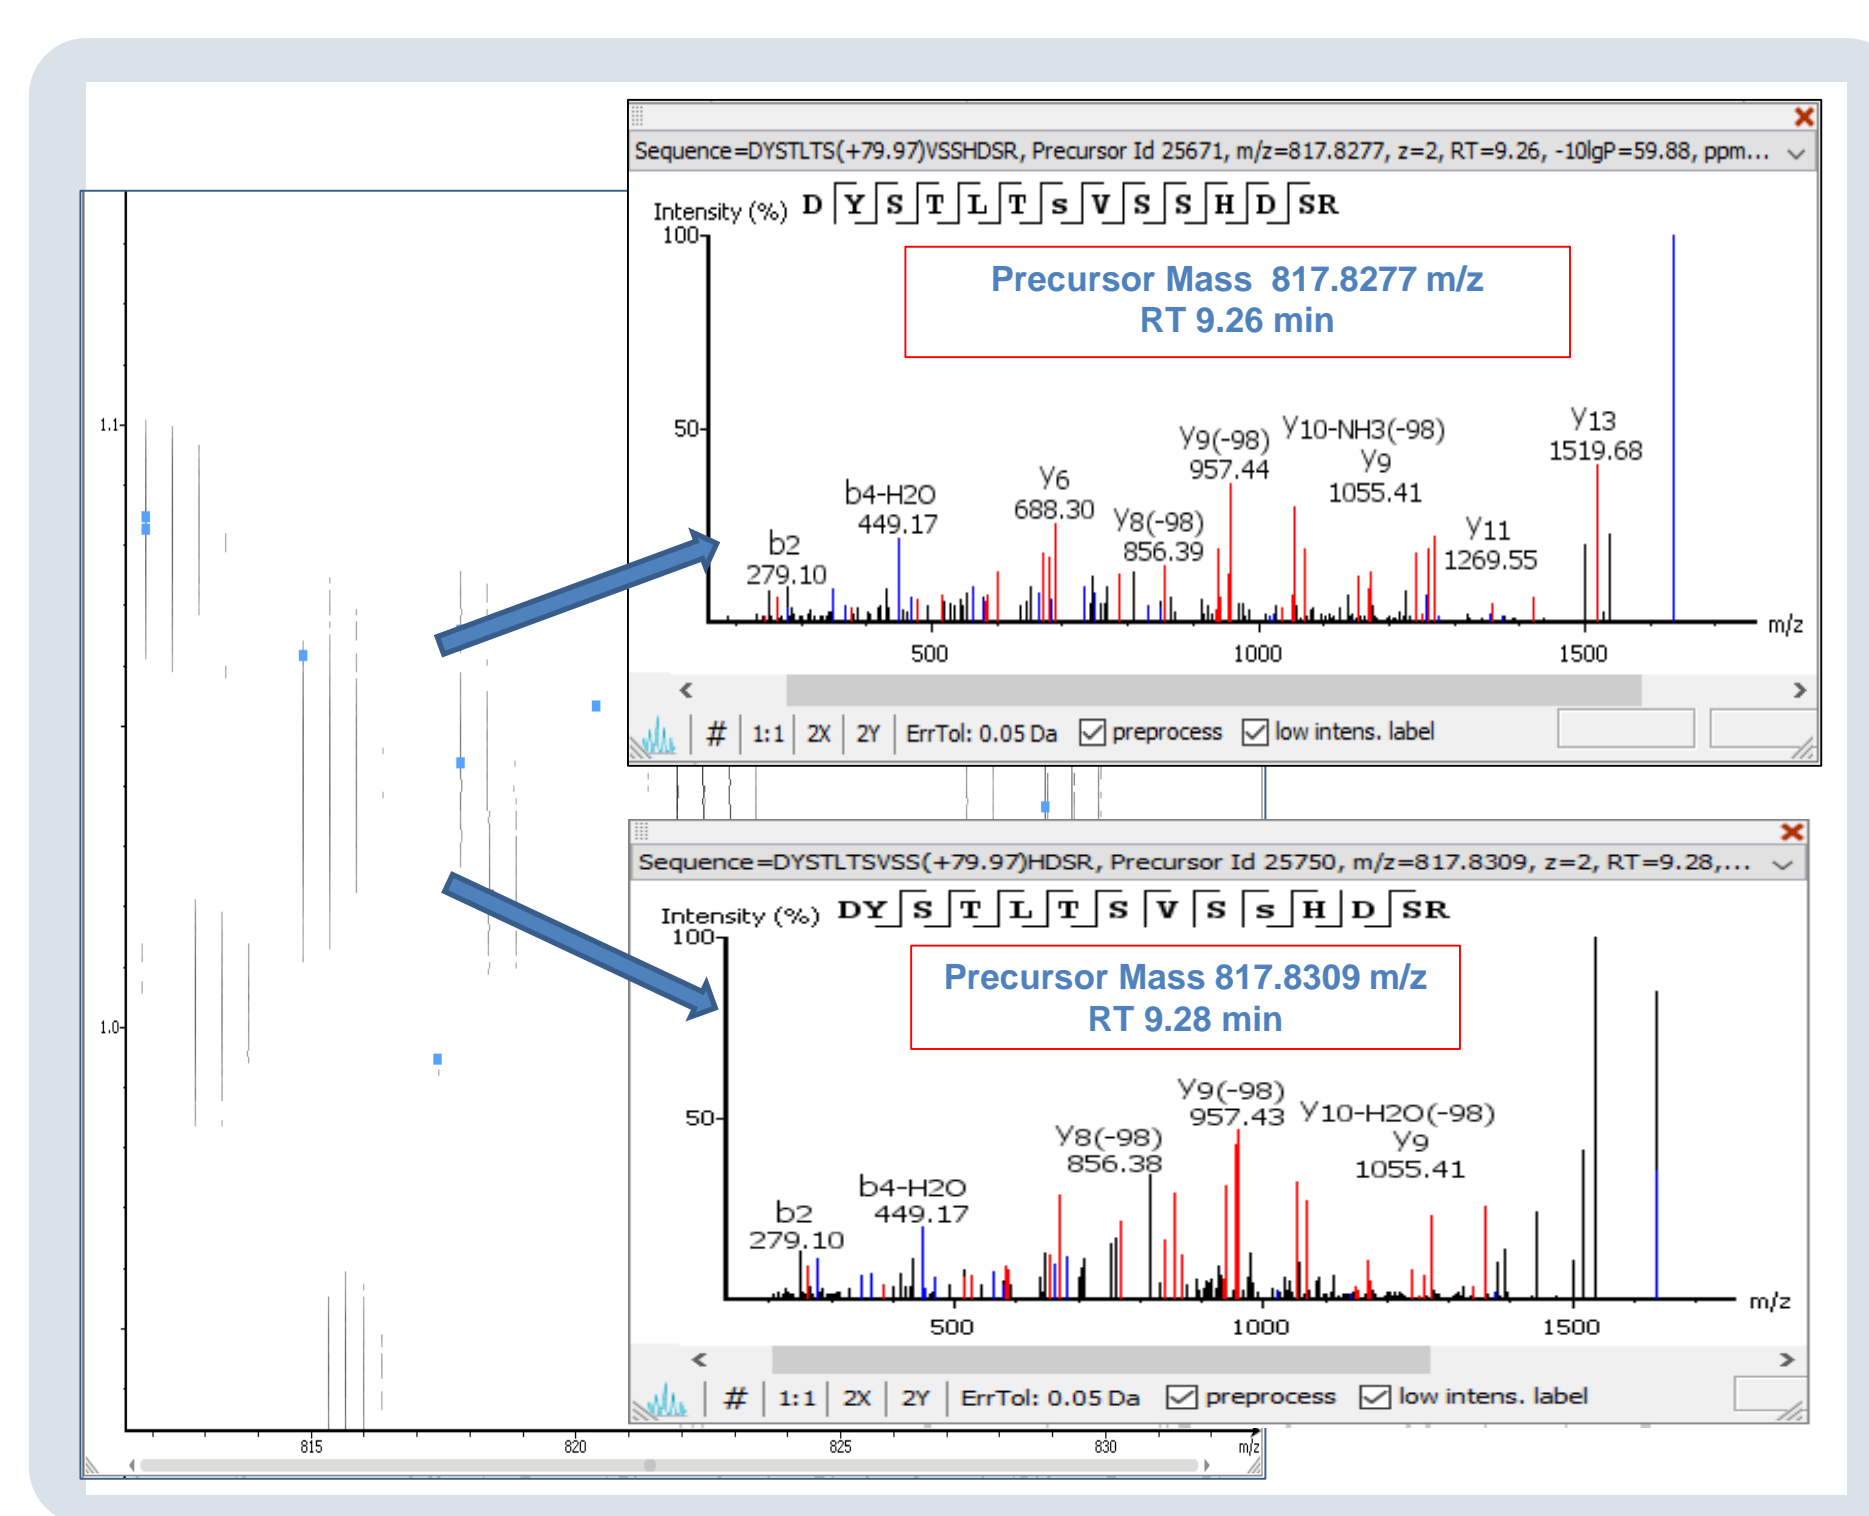 Sequence=DYSTLTS(+79.97)VSSHDSR, Precursor Id 25671, m/z=817.8277, z=2, RT=9.26, -10lgP=59.88, ppm...
Intensity (%) D Y S T L T s V S S H D SR
100
Precursor Mass 817.8277 m/z
RT 9.26 min
50
b2
279.10
b4-H2O
449.17
y6
688.30
y8(-98)
856.39
y9(-98)
957.44
y10-NH3(-98)
y9
1055.41
y11
1269.55
y13
1519.68
m/z
500 1000 1500
# 1:1 2X 2Y ErrTol: 0.05 Da preprocess low intens. label
Sequence=DYSTLTSVSS(+79.97)HDSR, Precursor Id 25750, m/z=817.8309, z=2, RT=9.28,...
Intensity (%) DY S T L T S V S s H D SR
100
Precursor Mass 817.8309 m/z
RT 9.28 min
50
b2
279.10
b4-H2O
449.17
y8(-98)
856.38
y9(-98)
957.43
y10-H2O(-98)
y9
1055.41
m/z
500 1000 1500
# 1:1 2X 2Y ErrTol: 0.05 Da preprocess low intens. label
1.1
1.0
815 820 825 830 m/z